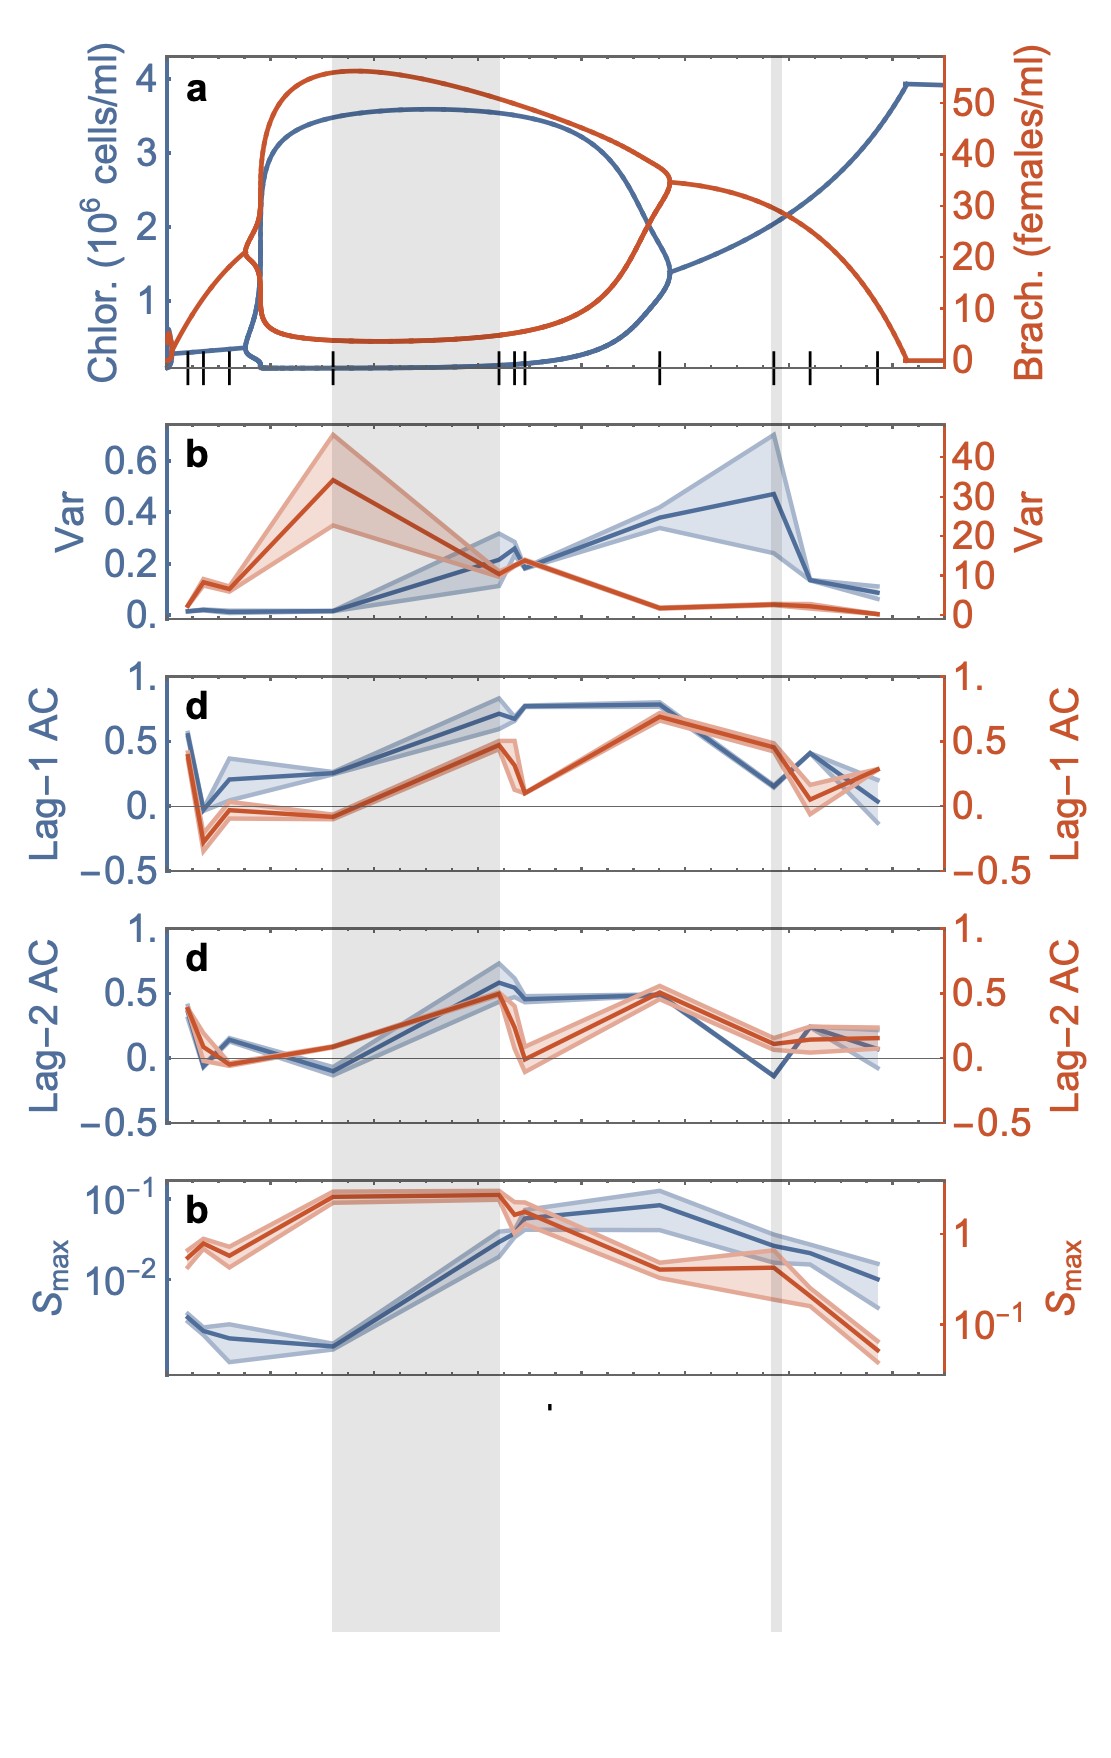 a
Chlor. (10⁶ cells/ml)
4
3
2
1
Brach. (females/ml)
50
40
30
20
10
0
b
Var
0.6
0.4
0.2
0.
Var
40
30
20
10
0
d
Lag−1 AC
1.
0.5
0.
−0.5
Lag−1 AC
1.
0.5
0.
−0.5
d
Lag−2 AC
1.
0.5
0.
−0.5
Lag−2 AC
1.
0.5
0.
−0.5
b
Smax
10⁻¹
10⁻²
Smax
1
10⁻¹